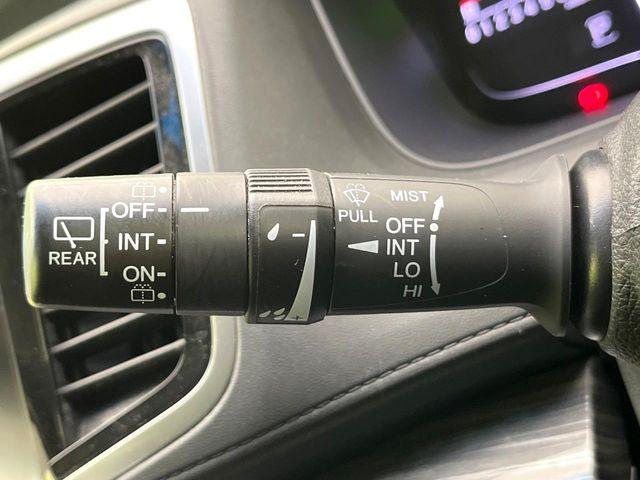 OFF
INT
ON
REAR
PULL
MIST
OFF
INT
LO
HI
E